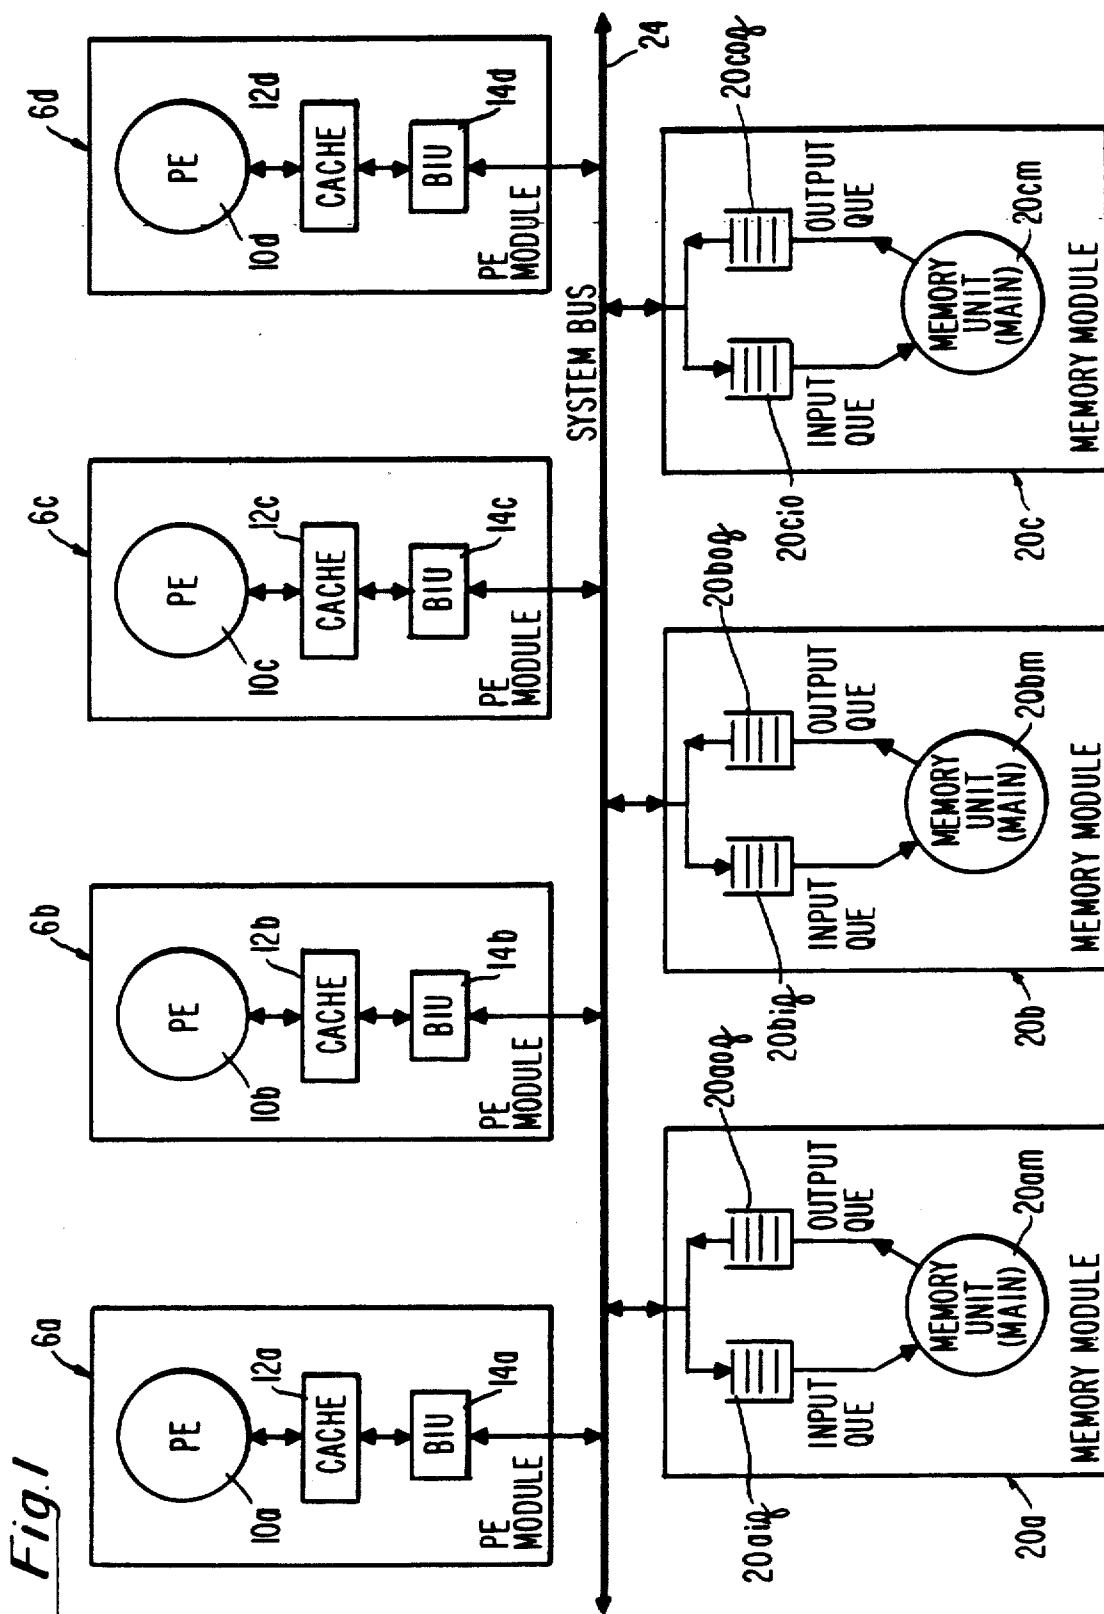 Fig.1
6a
PE
10a
12a
CACHE
14a
BIU
PE
MODULE
6b
PE
10b
12b
CACHE
14b
BIU
PE
MODULE
6c
PE
10c
12c
CACHE
14c
BIU
PE
MODULE
6d
PE
10d
12d
CACHE
14d
BIU
PE
MODULE
SYSTEM BUS
24
20aiq
INPUT
QUE
20aoq
OUTPUT
QUE
MEMORY
UNIT
(MAIN)
20am
MEMORY MODULE
20a
20biq
INPUT
QUE
20boq
OUTPUT
QUE
MEMORY
UNIT
(MAIN)
20bm
MEMORY MODULE
20b
20cio
INPUT
QUE
20coq
OUTPUT
QUE
MEMORY
UNIT
(MAIN)
20cm
MEMORY MODULE
20c